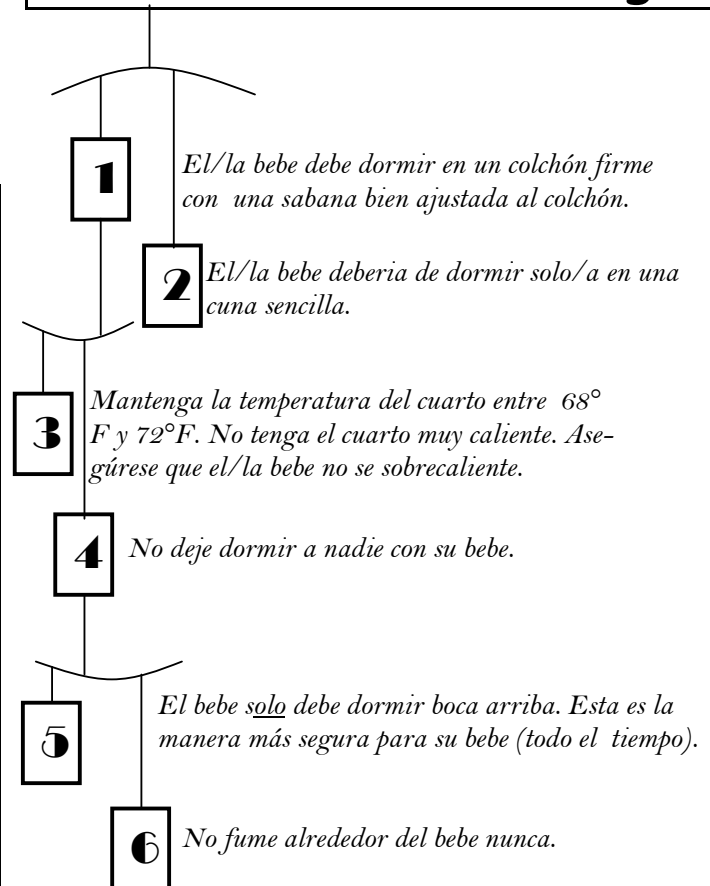 1
El/la bebe debe dormir en un colchón firme
con una sabana bien ajustada al colchón.
2
El/la bebe deberia de dormir solo/a en una
cuna sencilla.
3
Mantenga la temperatura del cuarto entre 68°
F y 72°F. No tenga el cuarto muy caliente. Ase-
gúrese que el/la bebe no se sobrecaliente.
4
No deje dormir a nadie con su bebe.
5
El bebe solo debe dormir boca arriba. Esta es la
manera más segura para su bebe (todo el tiempo).
6
No fume alrededor del bebe nunca.